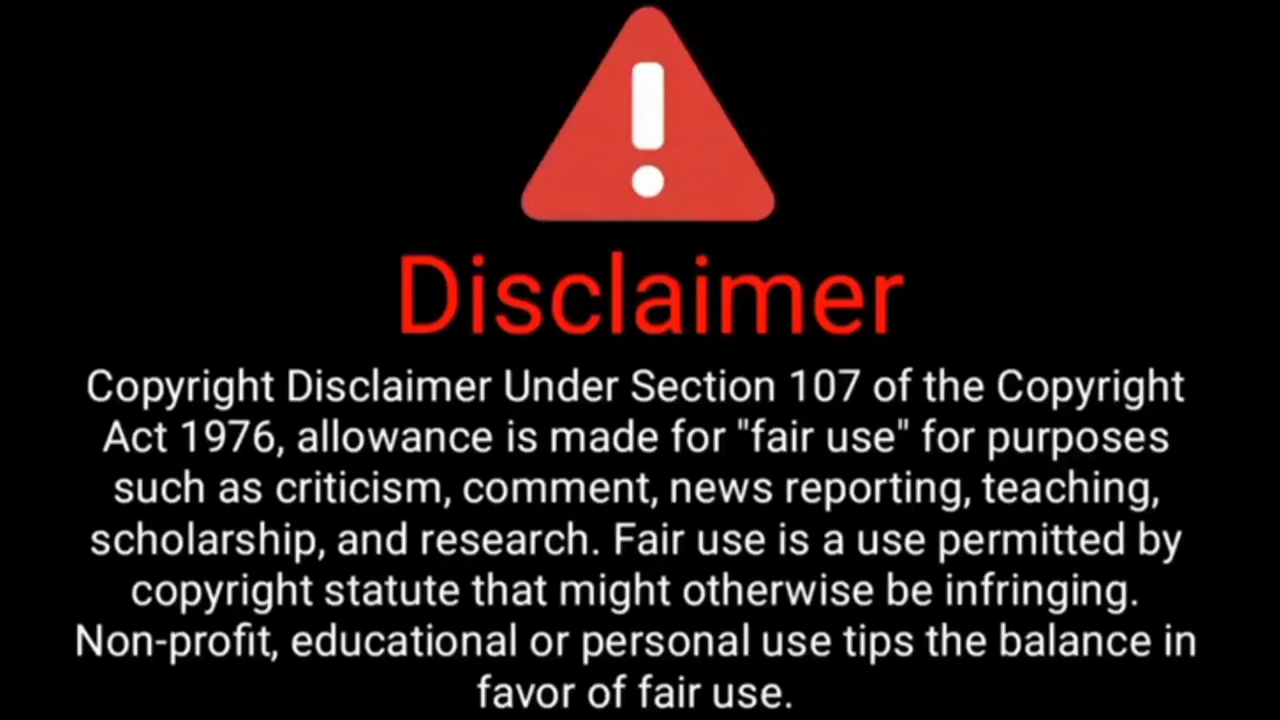 Disclaimer
Copyright Disclaimer Under Section 107 of the Copyright
Act 1976, allowance is made for "fair use" for purposes
such as criticism, comment, news reporting, teaching,
scholarship, and research. Fair use is a use permitted by
copyright statute that might otherwise be infringing.
Non-profit, educational or personal use tips the balance in
favor of fair use.